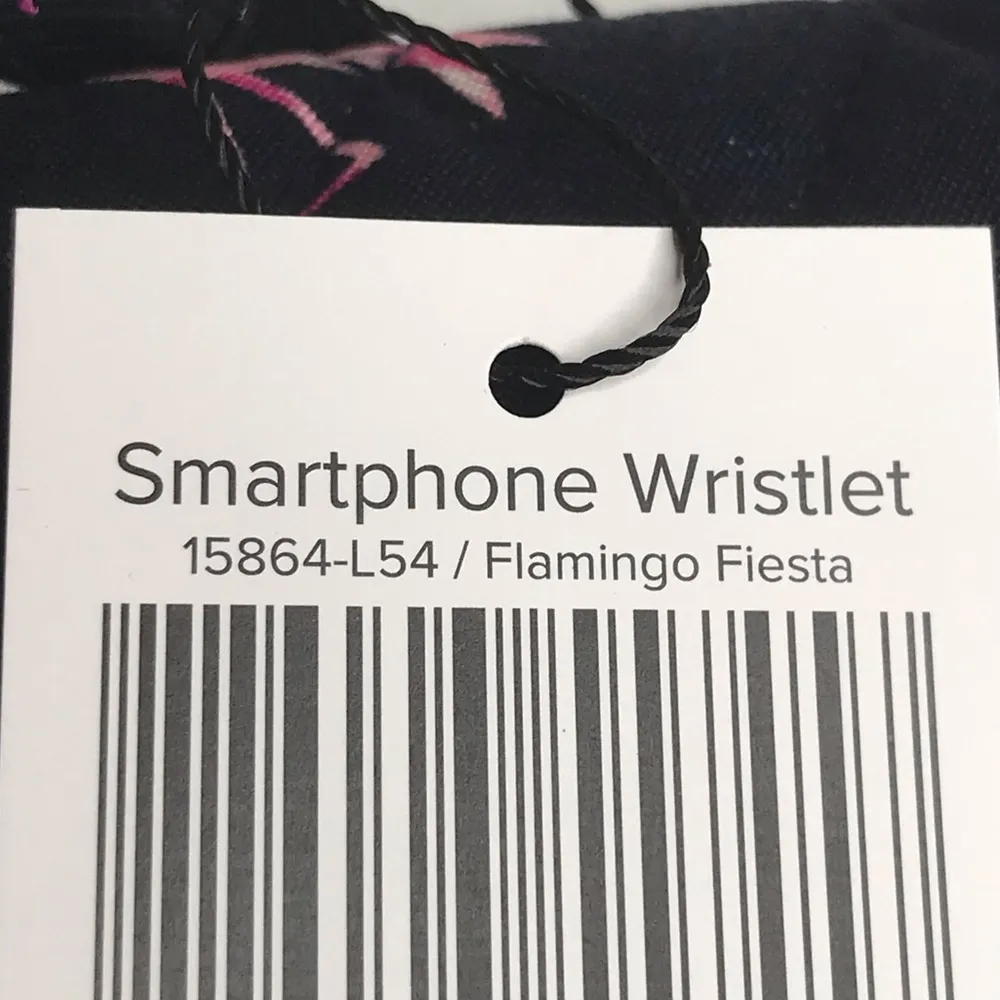 Smartphone Wristlet
15864-L54 / Flamingo Fiesta